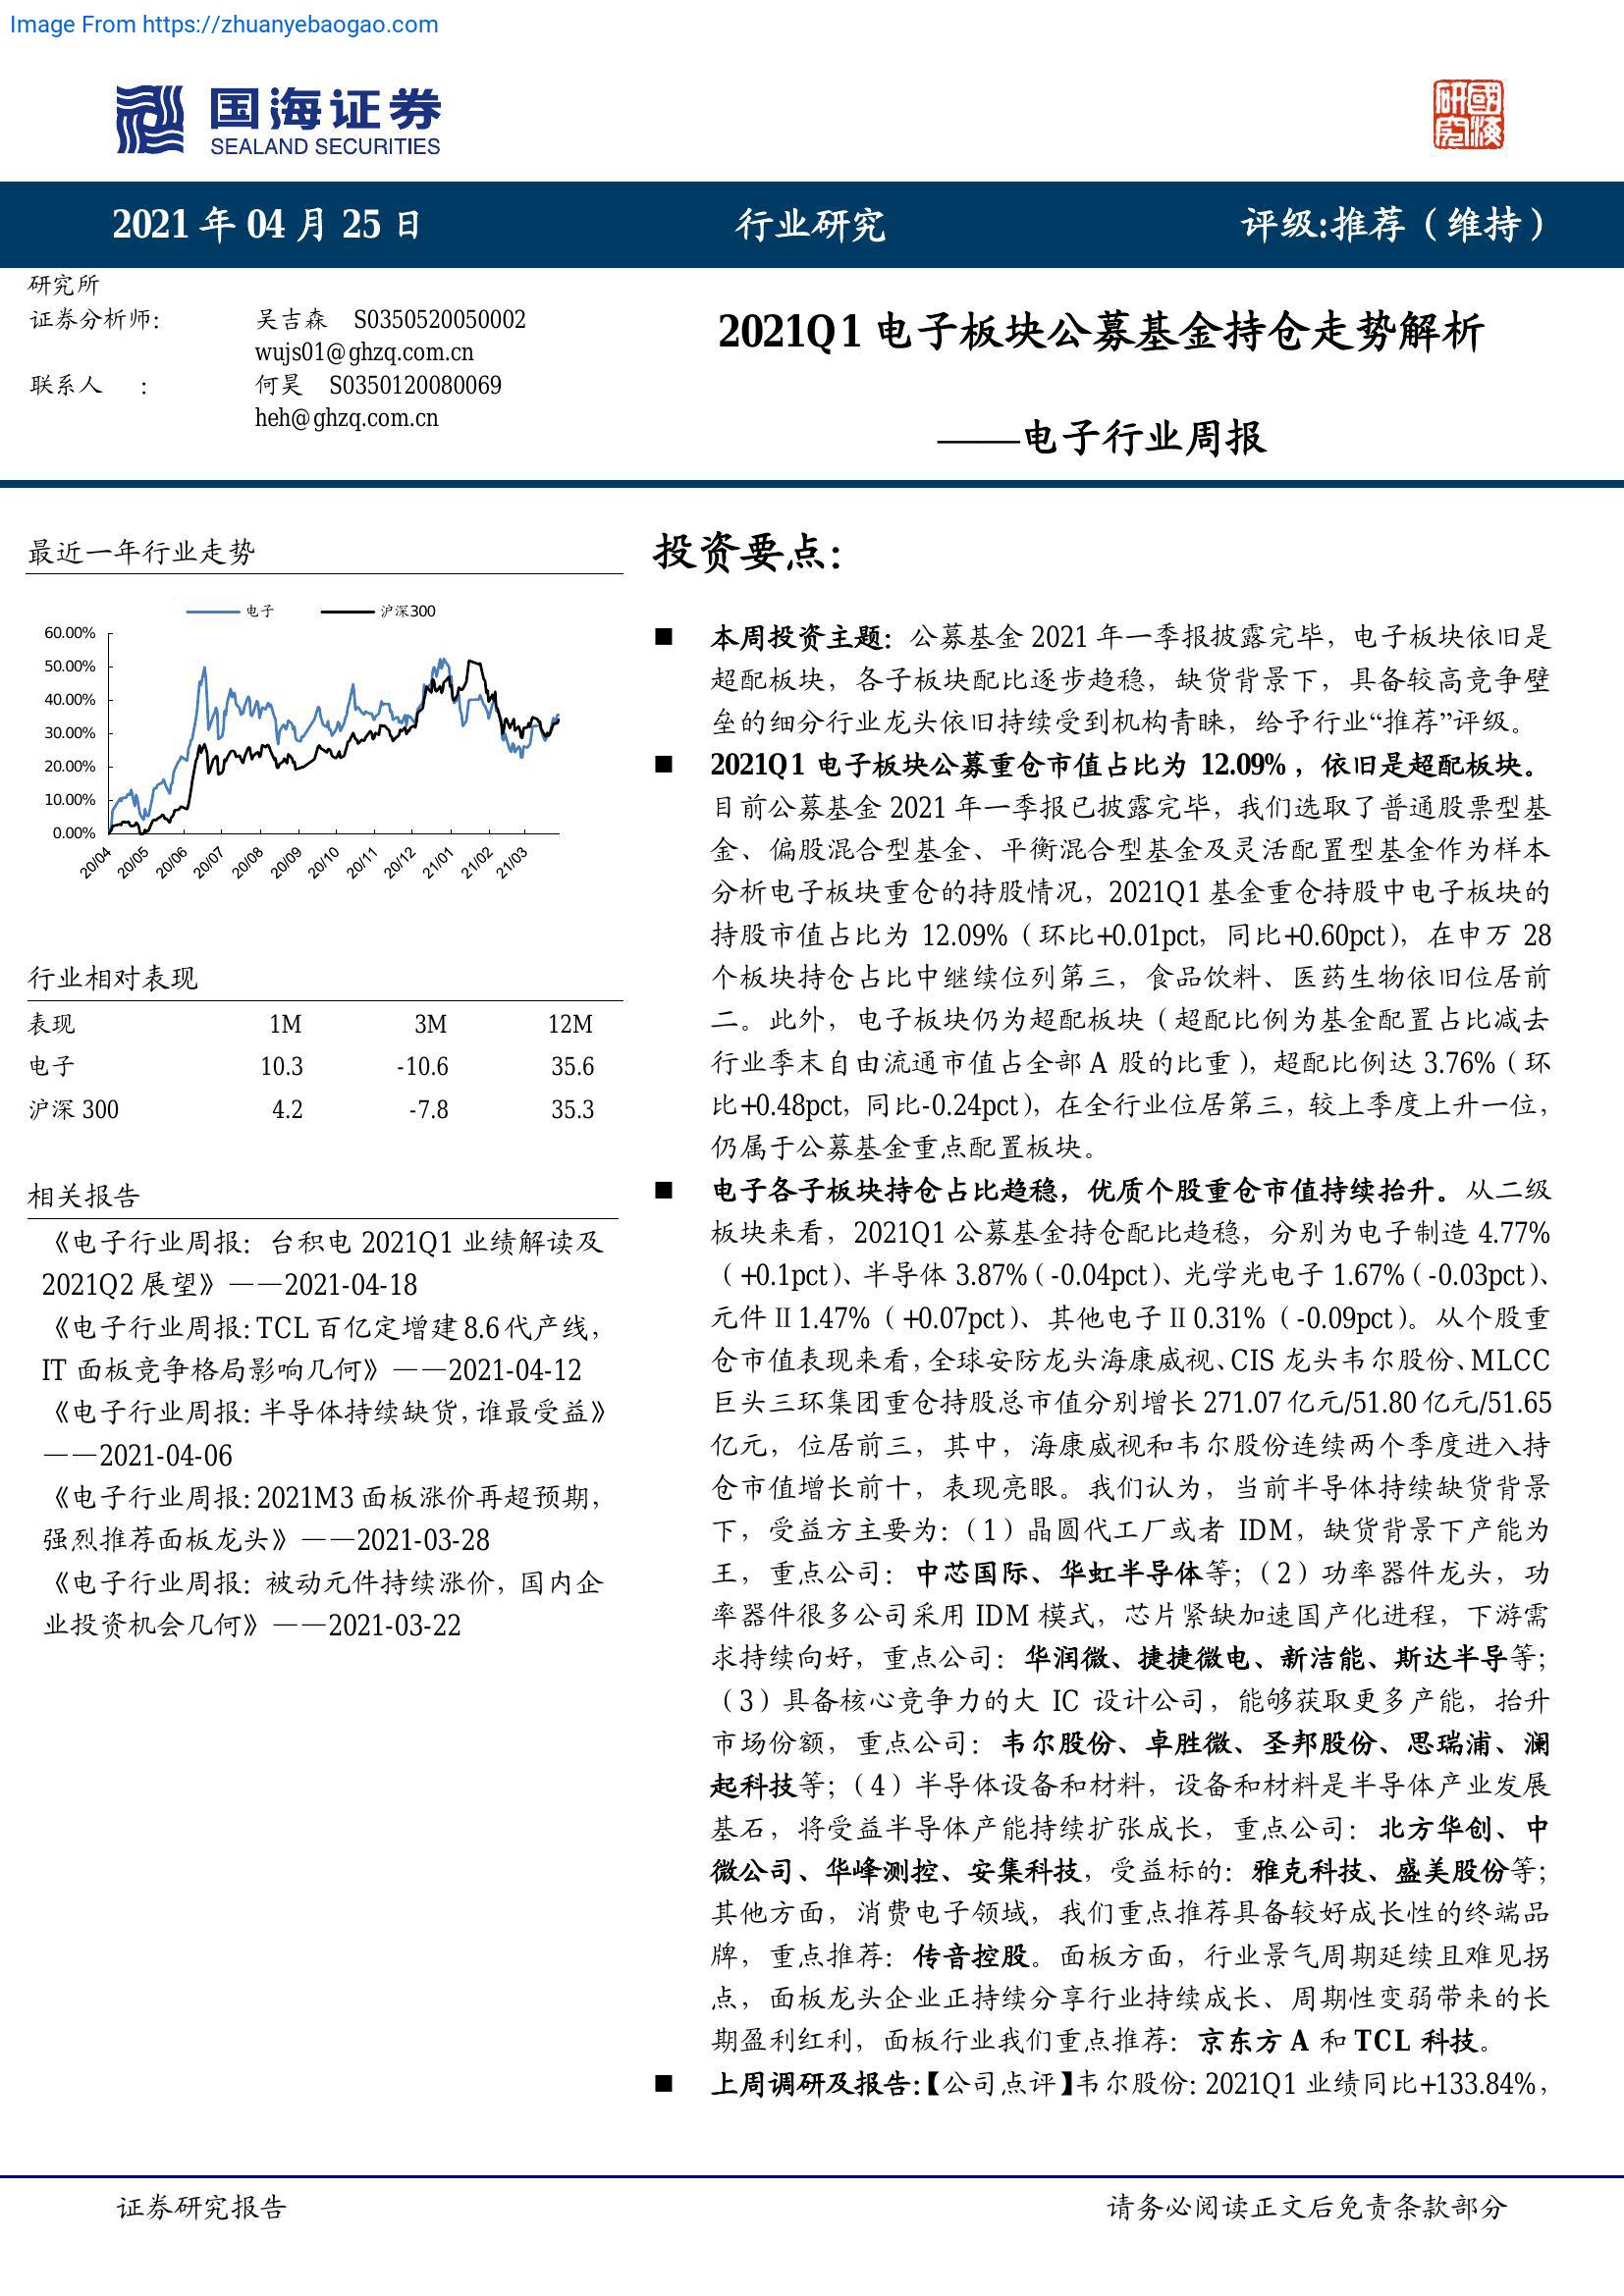 Image From https://zhuanyebaogao.com
国海证券
SEALAND SECURITIES
研國
究海
2021 年 04 月 25 日
行业研究
评级:推荐（维持）
研究所
证券分析师:
吴吉森 S0350520050002
wujs01@ghzq.com.cn
联系人 :
何昊 S0350120080069
heh@ghzq.com.cn
2021Q1 电子板块公募基金持仓走势解析
——电子行业周报
最近一年行业走势
电子 沪深300
60.00%
50.00%
40.00%
30.00%
20.00%
10.00%
0.00%
20/04 20/05 20/06 20/07 20/08 20/09 20/10 20/11 20/12 21/01 21/02 21/03
行业相对表现
表现 1M 3M 12M
电子 10.3 -10.6 35.6
沪深 300 4.2 -7.8 35.3
相关报告
《电子行业周报：台积电 2021Q1 业绩解读及
2021Q2 展望》——2021-04-18
《电子行业周报：TCL 百亿定增建 8.6 代产线，
IT 面板竞争格局影响几何》——2021-04-12
《电子行业周报：半导体持续缺货，谁最受益》
——2021-04-06
《电子行业周报：2021M3 面板涨价再超预期，
强烈推荐面板龙头》——2021-03-28
《电子行业周报：被动元件持续涨价，国内企
业投资机会几何》——2021-03-22
投资要点：
■ 本周投资主题：公募基金 2021 年一季报披露完毕，电子板块依旧是
超配板块，各子板块配比逐步趋稳，缺货背景下，具备较高竞争壁
垒的细分行业龙头依旧持续受到机构青睐，给予行业“推荐”评级。
■ 2021Q1 电子板块公募重仓市值占比为 12.09%，依旧是超配板块。
目前公募基金 2021 年一季报已披露完毕，我们选取了普通股票型基
金、偏股混合型基金、平衡混合型基金及灵活配置型基金作为样本
分析电子板块重仓的持股情况，2021Q1 基金重仓持股中电子板块的
持股市值占比为 12.09%（环比+0.01pct，同比+0.60pct），在申万 28
个板块持仓占比中继续位列第三，食品饮料、医药生物依旧位居前
二。此外，电子板块仍为超配板块（超配比例为基金配置占比减去
行业季末自由流通市值占全部 A 股的比重），超配比例达 3.76%（环
比+0.48pct，同比-0.24pct），在全行业位居第三，较上季度上升一位，
仍属于公募基金重点配置板块。
■ 电子各子板块持仓占比趋稳，优质个股重仓市值持续抬升。从二级
板块来看，2021Q1 公募基金持仓配比趋稳，分别为电子制造 4.77%
（+0.1pct）、半导体 3.87%（-0.04pct）、光学光电子 1.67%（-0.03pct）、
元件Ⅱ1.47%（+0.07pct）、其他电子Ⅱ0.31%（-0.09pct）。从个股重
仓市值表现来看，全球安防龙头海康威视、CIS 龙头韦尔股份、MLCC
巨头三环集团重仓持股总市值分别增长 271.07 亿元/51.80 亿元/51.65
亿元，位居前三，其中，海康威视和韦尔股份连续两个季度进入持
仓市值增长前十，表现亮眼。我们认为，当前半导体持续缺货背景
下，受益方主要为：（1）晶圆代工厂或者 IDM，缺货背景下产能为
王，重点公司：中芯国际、华虹半导体等；（2）功率器件龙头，功
率器件很多公司采用 IDM 模式，芯片紧缺加速国产化进程，下游需
求持续向好，重点公司：华润微、捷捷微电、新洁能、斯达半导等；
（3）具备核心竞争力的大 IC 设计公司，能够获取更多产能，抬升
市场份额，重点公司：韦尔股份、卓胜微、圣邦股份、思瑞浦、澜
起科技等；（4）半导体设备和材料，设备和材料是半导体产业发展
基石，将受益半导体产能持续扩张成长，重点公司：北方华创、中
微公司、华峰测控、安集科技，受益标的：雅克科技、盛美股份等；
其他方面，消费电子领域，我们重点推荐具备较好成长性的终端品
牌，重点推荐：传音控股。面板方面，行业景气周期延续且难见拐
点，面板龙头企业正持续分享行业持续成长、周期性变弱带来的长
期盈利红利，面板行业我们重点推荐：京东方 A 和 TCL 科技。
■ 上周调研及报告:【公司点评】韦尔股份：2021Q1 业绩同比+133.84%，
证券研究报告
请务必阅读正文后免责条款部分